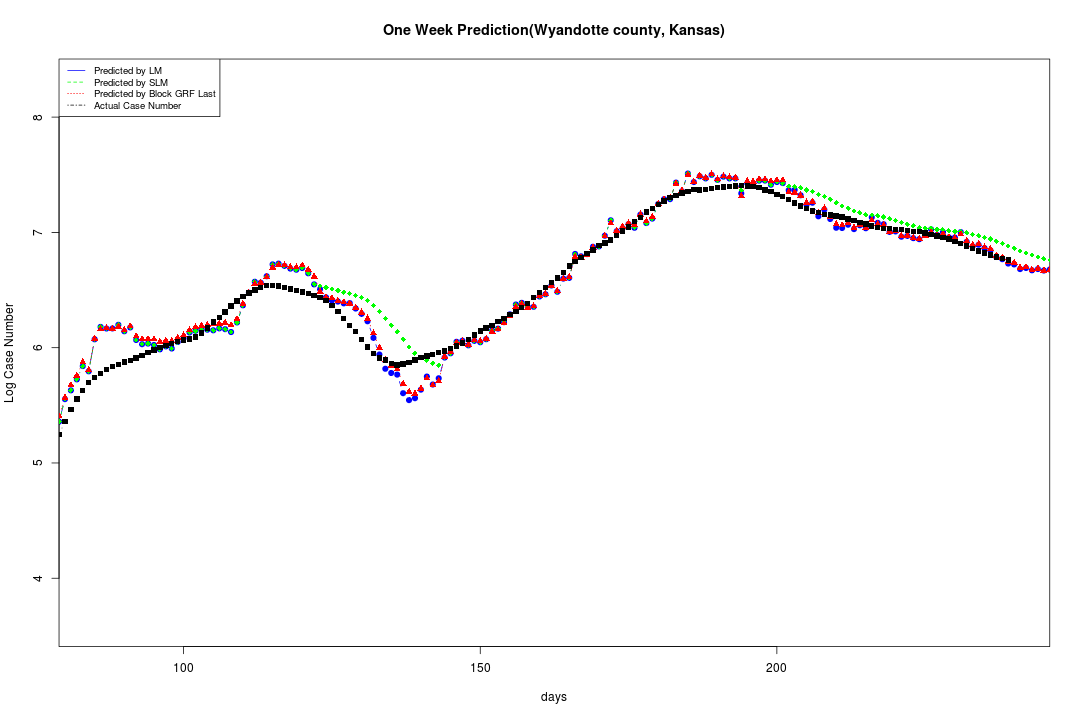 One Week Prediction(Wyandotte county, Kansas)
Predicted by LM
Predicted by SLM
Predicted by Block GRF Last
Actual Case Number
8
7
6
5
4
Log Case Number
100 150 200
days